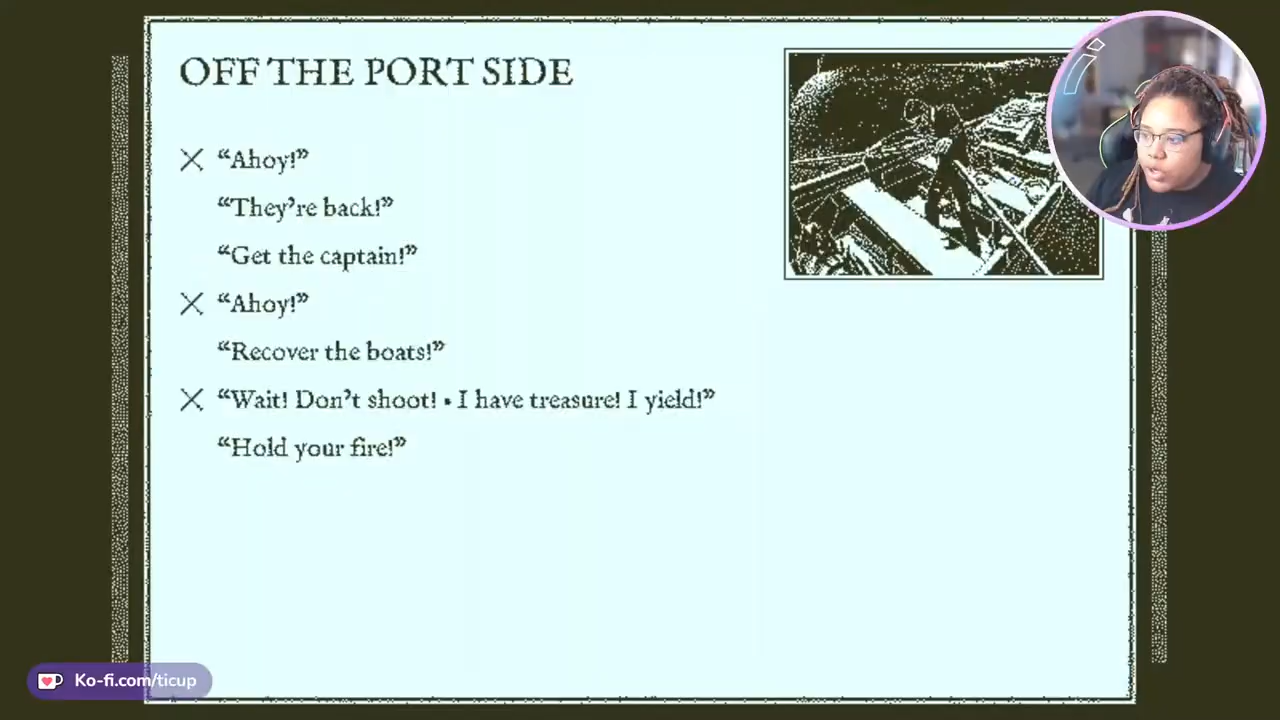 OFF THE PORT SIDE
“Ahoy!”
“They’re back!”
“Get the captain!”
“Ahoy!”
“Recover the boats!”
“Wait! Don’t shoot! • I have treasure! I yield!”
“Hold your fire!”
Ko-fi.com/ticup